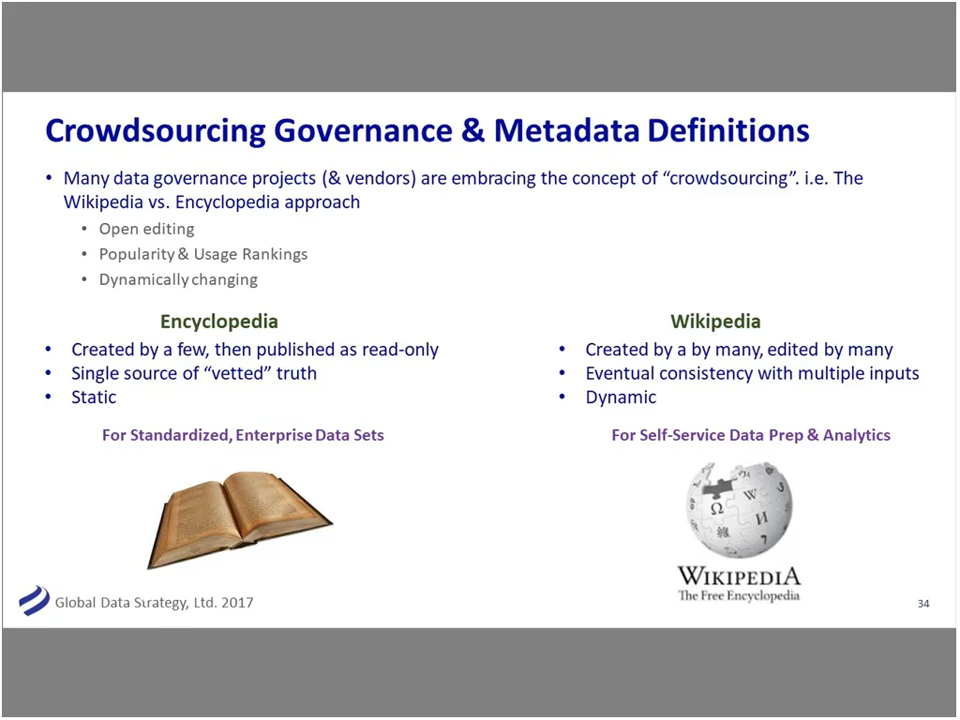 Crowdsourcing Governance & Metadata Definitions
• Many data governance projects (& vendors) are embracing the concept of “crowdsourcing”. i.e. The
Wikipedia vs. Encyclopedia approach
• Open editing
• Popularity & Usage Rankings
• Dynamically changing
Encyclopedia
• Created by a few, then published as read-only
• Single source of “vetted” truth
• Static
For Standardized, Enterprise Data Sets
Wikipedia
• Created by a by many, edited by many
• Eventual consistency with multiple inputs
• Dynamic
For Self-Service Data Prep & Analytics
Ω W И 維 7
WIKIPEDIA
The Free Encyclopedia
Global Data Strategy, Ltd. 2017
34